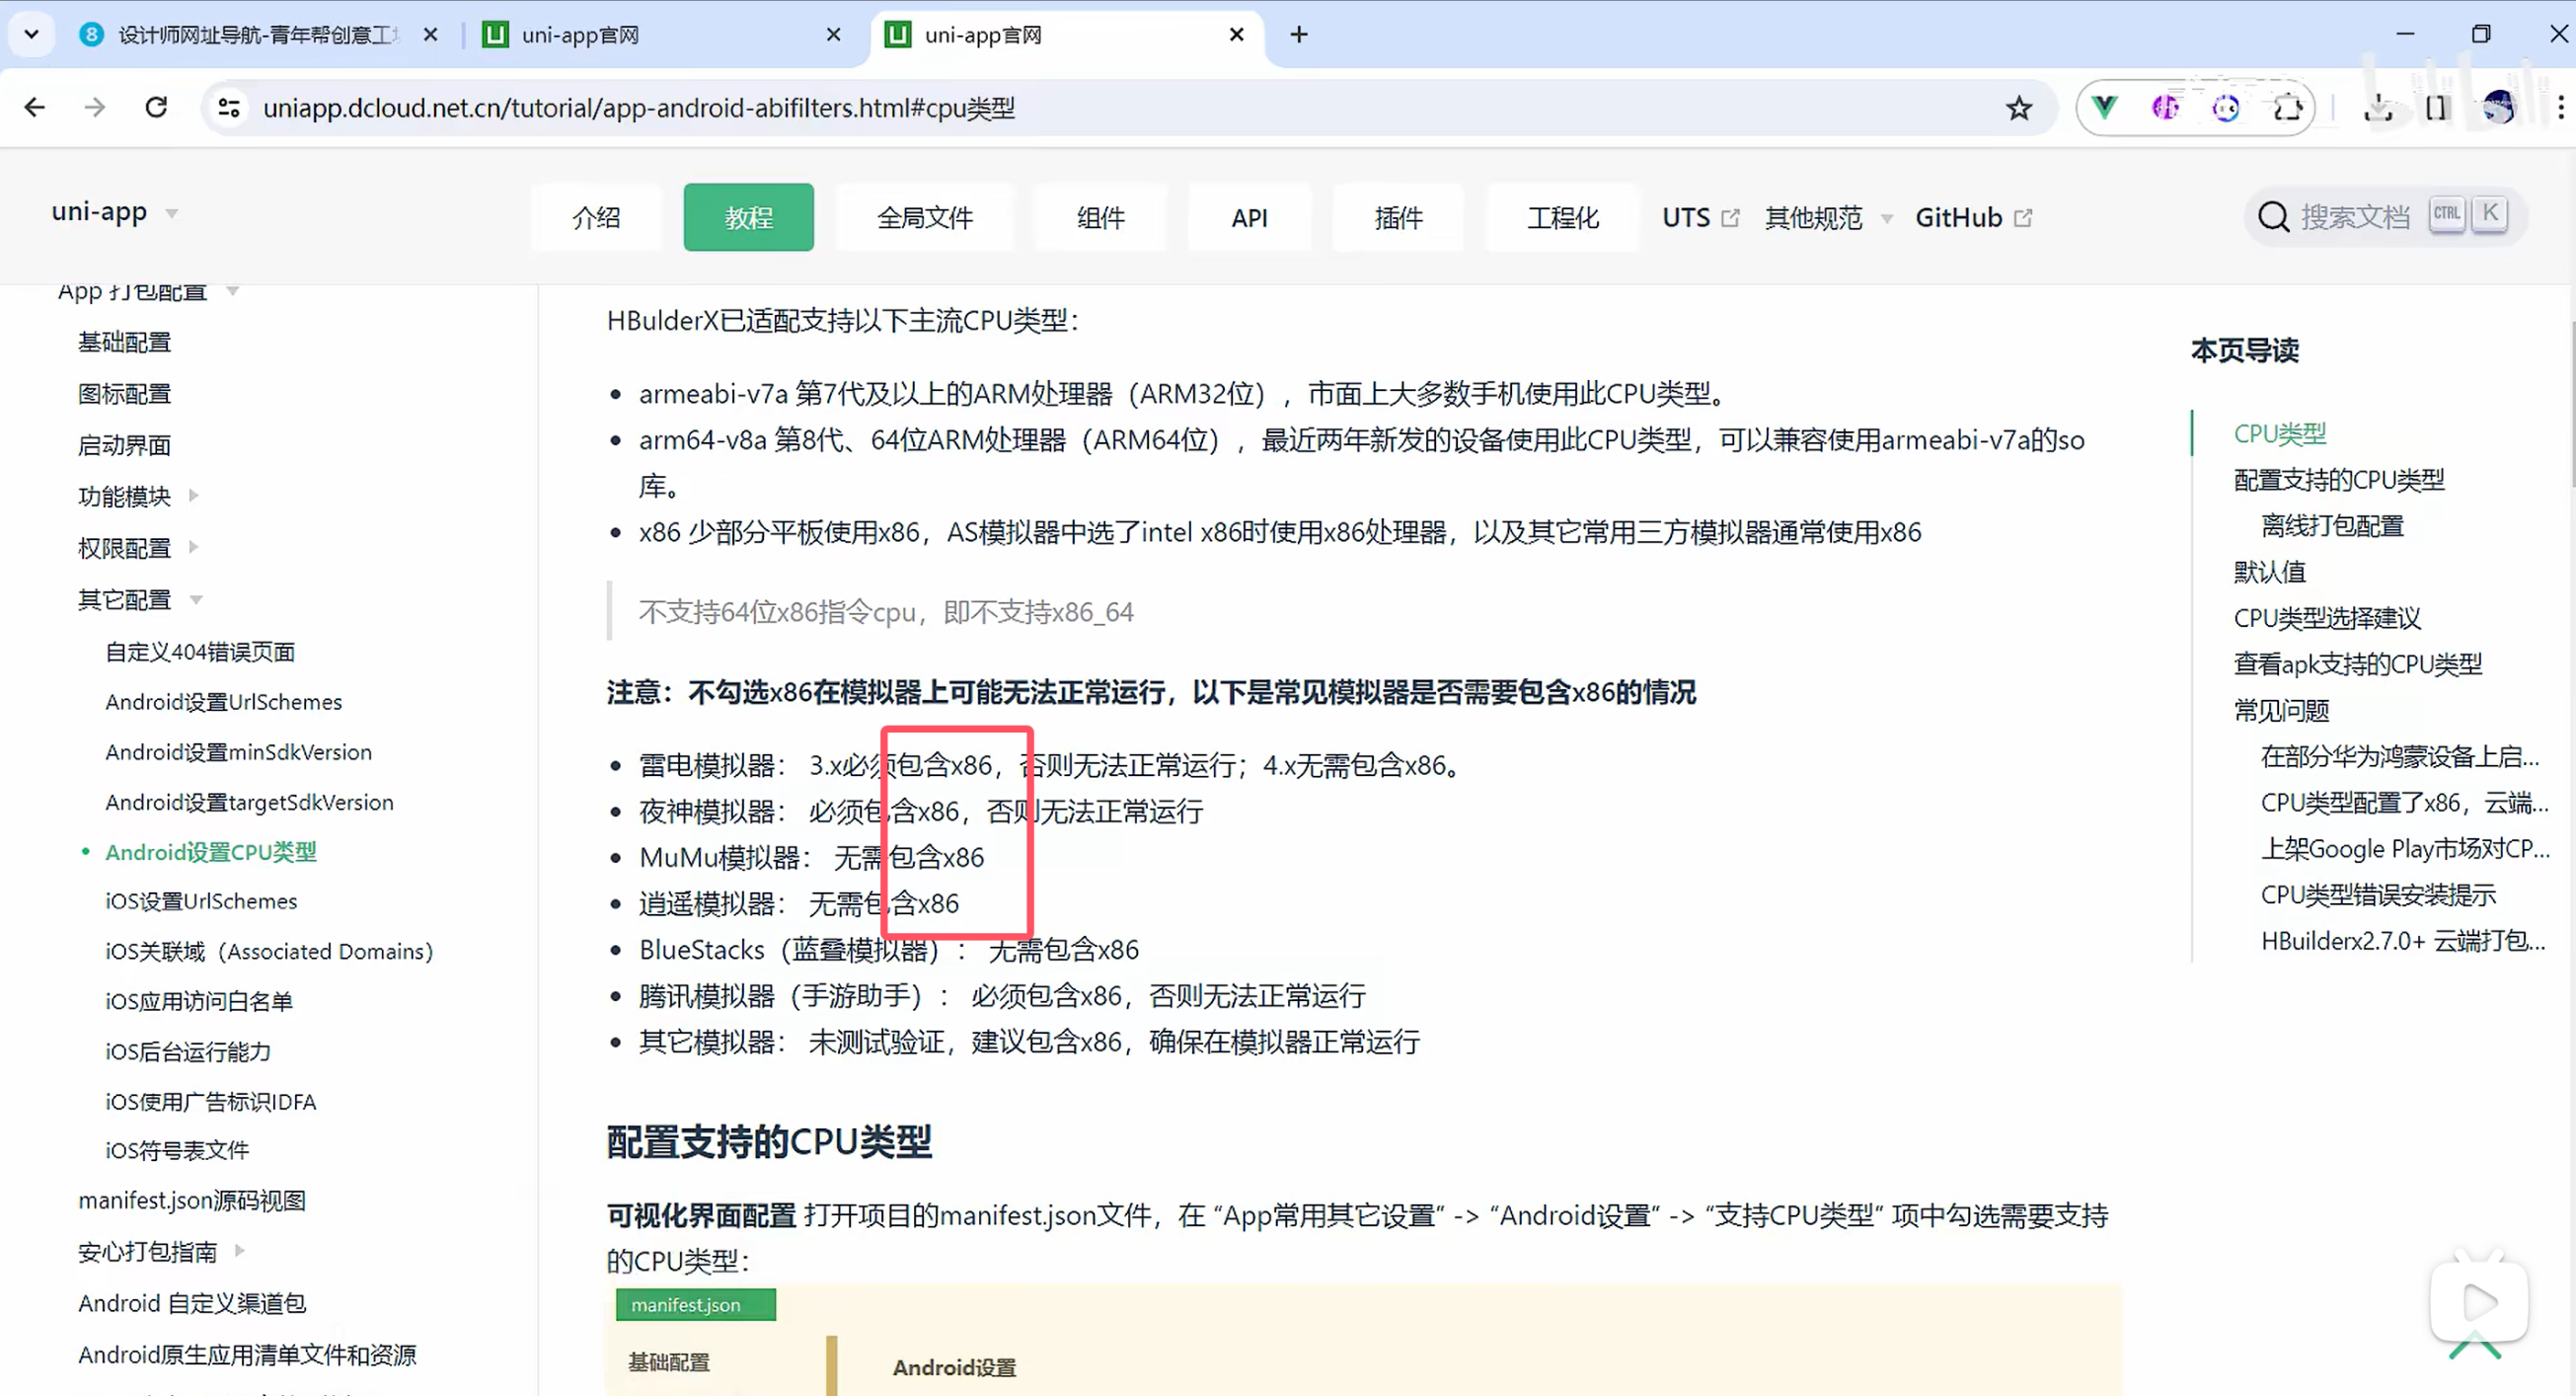 设计师网址导航-青年帮创意工
uni-app官网
uni-app官网
uniapp.dcloud.net.cn/tutorial/app-android-abifilters.html#cpu类型
bilibili
uni-app
介绍
教程
全局文件
组件
API
插件
工程化
UTS
其他规范
GitHub
搜索文档
CTRL
K
App 打包配置
基础配置
图标配置
启动界面
功能模块
权限配置
其它配置
自定义404错误页面
Android设置UrlSchemes
Android设置minSdkVersion
Android设置targetSdkVersion
Android设置CPU类型
iOS设置UrlSchemes
iOS关联域（Associated Domains）
iOS应用访问白名单
iOS后台运行能力
iOS使用广告标识IDFA
iOS符号表文件
manifest.json源码视图
安心打包指南
Android 自定义渠道包
Android原生应用清单文件和资源
HBulderX已适配支持以下主流CPU类型：
armeabi-v7a 第7代及以上的ARM处理器（ARM32位），市面上大多数手机使用此CPU类型。
arm64-v8a 第8代、64位ARM处理器（ARM64位），最近两年新发的设备使用此CPU类型，可以兼容使用armeabi-v7a的so
库。
x86 少部分平板使用x86，AS模拟器中选了intel x86时使用x86处理器，以及其它常用三方模拟器通常使用x86
不支持64位x86指令cpu，即不支持x86_64
注意：不勾选x86在模拟器上可能无法正常运行，以下是常见模拟器是否需要包含x86的情况
雷电模拟器： 3.x必须包含x86，否则无法正常运行；4.x无需包含x86。
夜神模拟器： 必须包含x86，否则无法正常运行
MuMu模拟器： 无需包含x86
逍遥模拟器： 无需包含x86
BlueStacks（蓝叠模拟器）： 无需包含x86
腾讯模拟器（手游助手）： 必须包含x86，否则无法正常运行
其它模拟器： 未测试验证，建议包含x86，确保在模拟器正常运行
配置支持的CPU类型
可视化界面配置 打开项目的manifest.json文件，在 “App常用其它设置“ -> “Android设置“ -> “支持CPU类型“ 项中勾选需要支持
的CPU类型：
manifest.json
基础配置
Android设置
本页导读
CPU类型
配置支持的CPU类型
离线打包配置
默认值
CPU类型选择建议
查看apk支持的CPU类型
常见问题
在部分华为鸿蒙设备上启...
CPU类型配置了x86，云端...
上架Google Play市场对CP...
CPU类型错误安装提示
HBuilderx2.7.0+ 云端打包...